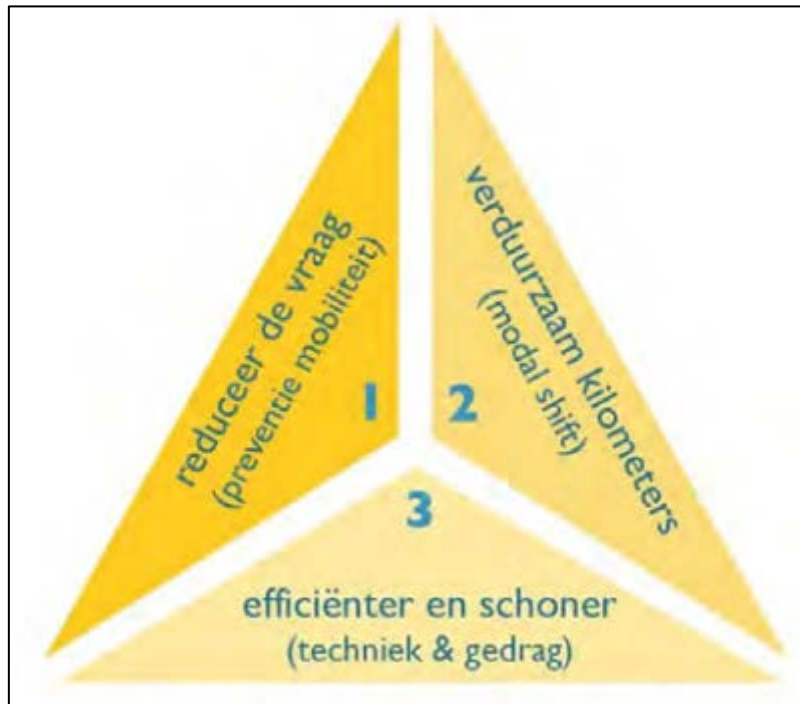 reduceer de vraag
(preventie mobiliteit)
1
verduurzaam kilometers
(modal shift)
2
3
efficiënter en schoner
(techniek & gedrag)